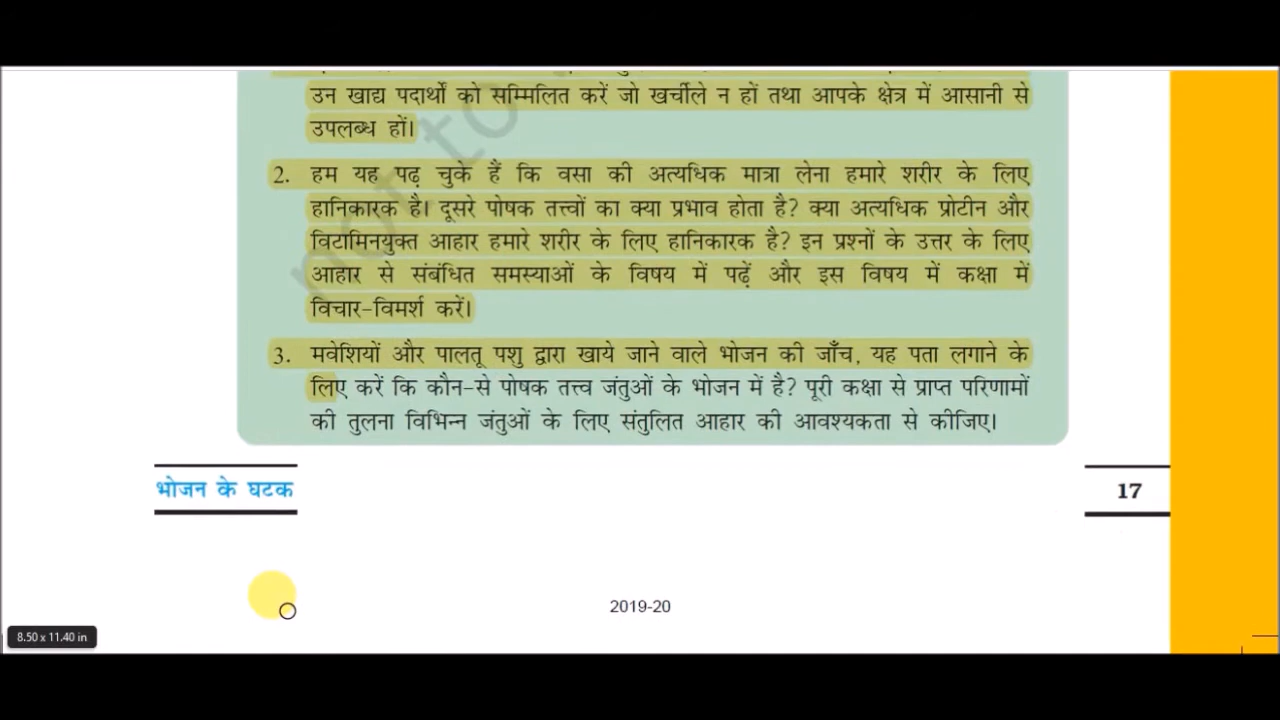 उन खाद्य पदार्थों को सम्मिलित करें जो खर्चीले न हों तथा आपके क्षेत्र में आसानी से
उपलब्ध हों।
2. हम यह पढ़ चुके हैं कि वसा की अत्यधिक मात्रा लेना हमारे शरीर के लिए
हानिकारक है। दूसरे पोषक तत्त्वों का क्या प्रभाव होता है? क्या अत्यधिक प्रोटीन और
विटामिनयुक्त आहार हमारे शरीर के लिए हानिकारक है? इन प्रश्नों के उत्तर के लिए
आहार से संबंधित समस्याओं के विषय में पढ़ें और इस विषय में कक्षा में
विचार-विमर्श करें।
3. मवेशियों और पालतू पशु द्वारा खाये जाने वाले भोजन की जाँच, यह पता लगाने के
लिए करें कि कौन-से पोषक तत्त्व जंतुओं के भोजन में है? पूरी कक्षा से प्राप्त परिणामों
की तुलना विभिन्न जंतुओं के लिए संतुलित आहार की आवश्यकता से कीजिए।
भोजन के घटक
17
2019-20
8.50 x 11.40 in
not to